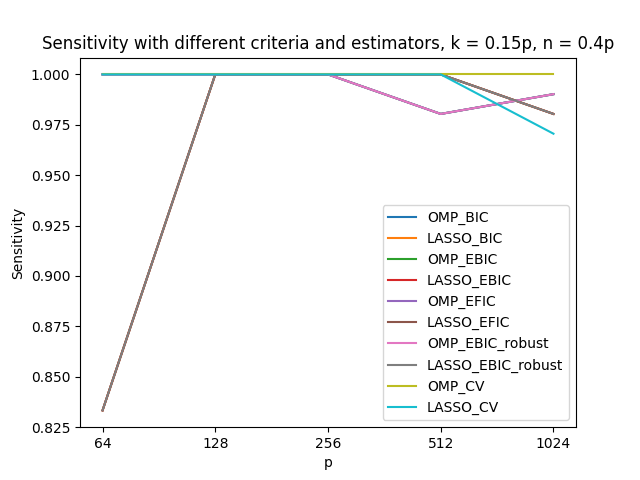 Sensitivity with different criteria and estimators, k = 0.15p, n = 0.4p
1.000
0.975
0.950
0.925
0.900
0.875
0.850
0.825
Sensitivity
64
128
256
512
1024
p
OMP_BIC
LASSO_BIC
OMP_EBIC
LASSO_EBIC
OMP_EFIC
LASSO_EFIC
OMP_EBIC_robust
LASSO_EBIC_robust
OMP_CV
LASSO_CV